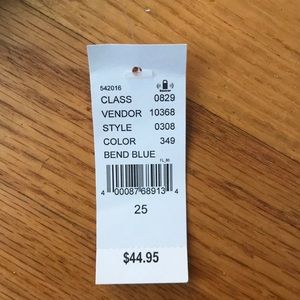 542016
CLASS 0829
VENDOR 10368
STYLE 0308
COLOR 349
BEND BLUE
4 00087 68913 4
25
$44.95